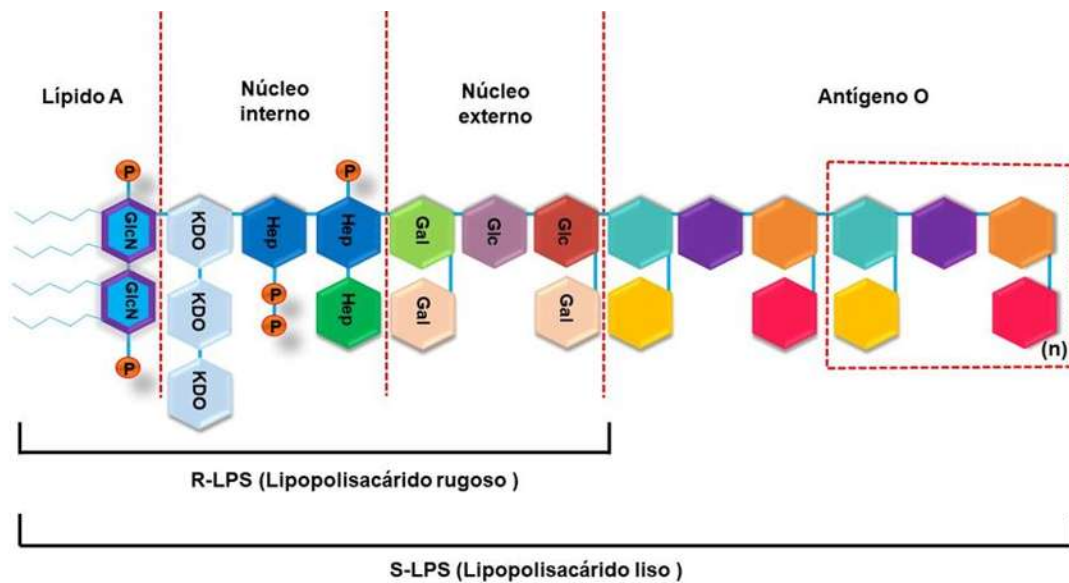 Lípido A
Núcleo
interno
Núcleo
externo
Antígeno O
P
P
GlcN
KDO
Hep
Hep
Gal
Glc
Glc
GlcN
KDO
P
P
Hep
Gal
Gal
(n)
P
KDO
R-LPS (Lipopolisacárido rugoso )
S-LPS (Lipopolisacárido liso )